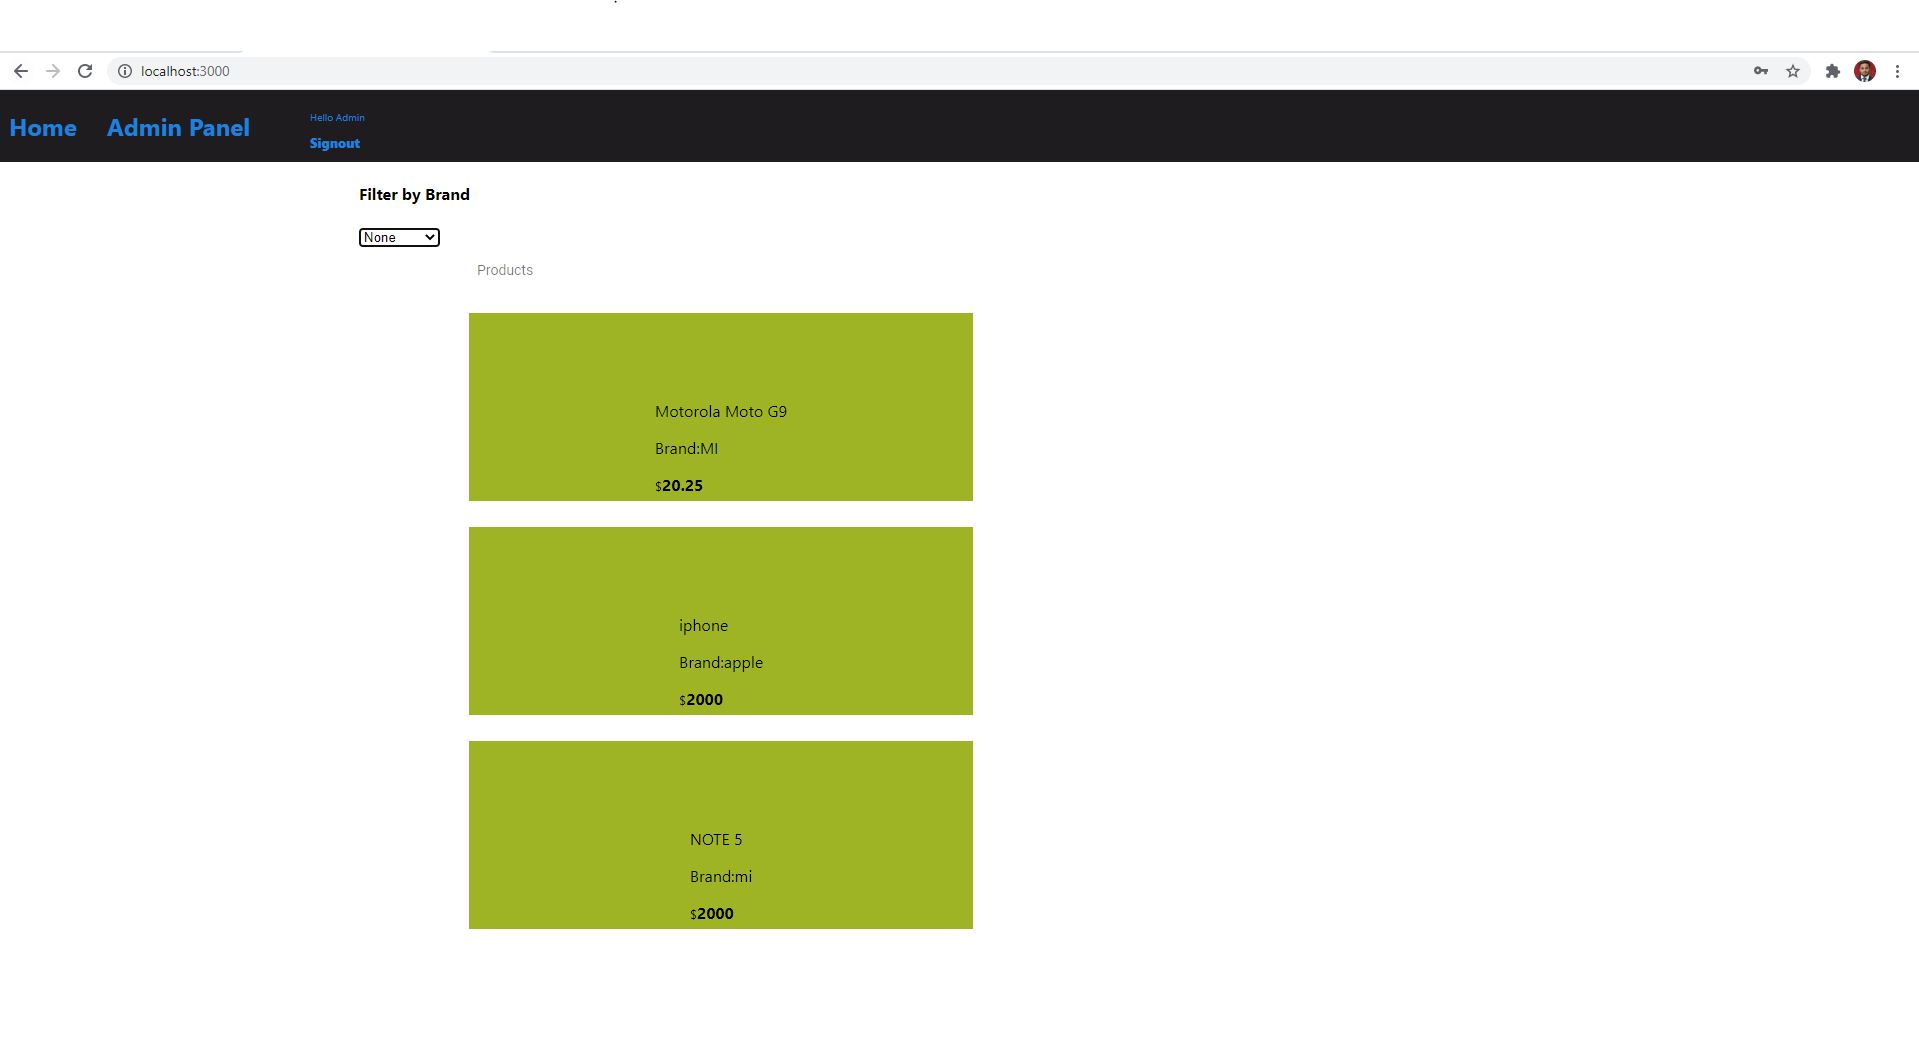 localhost:3000
Home Admin Panel Hello Admin
Signout
Filter by Brand
None
Products
Motorola Moto G9
Brand:MI
$20.25
iphone
Brand:apple
$2000
NOTE 5
Brand:mi
$2000